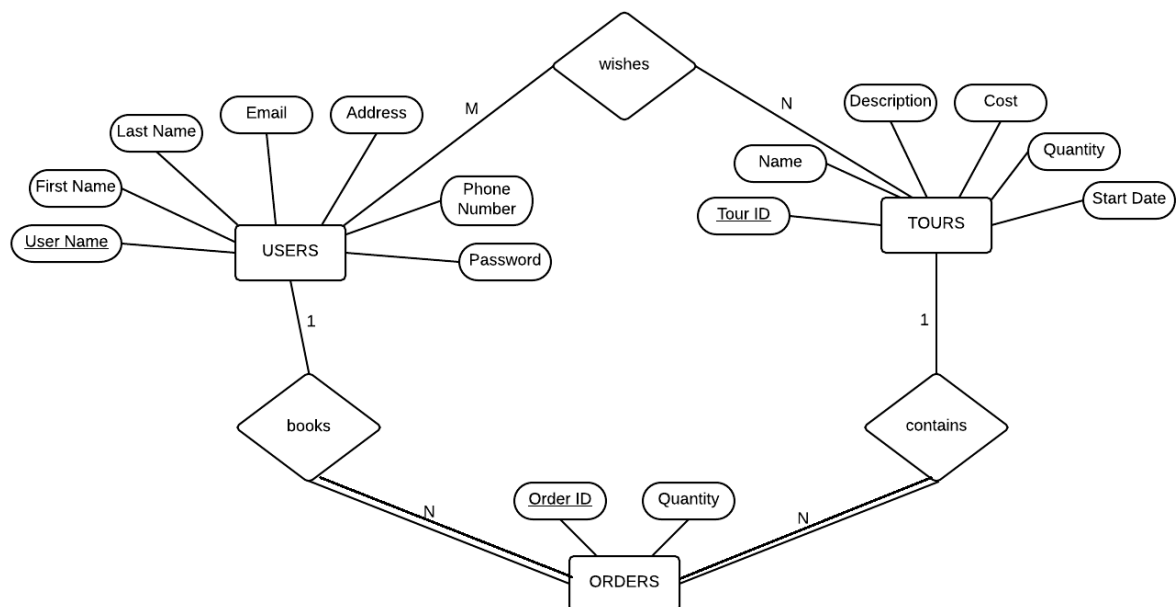 wishes
M
N
Description
Cost
Email
Address
Last Name
Quantity
Name
First Name
Phone
Number
Start Date
Tour ID
User Name
USERS
TOURS
Password
1
1
books
contains
N
Order ID
Quantity
N
ORDERS